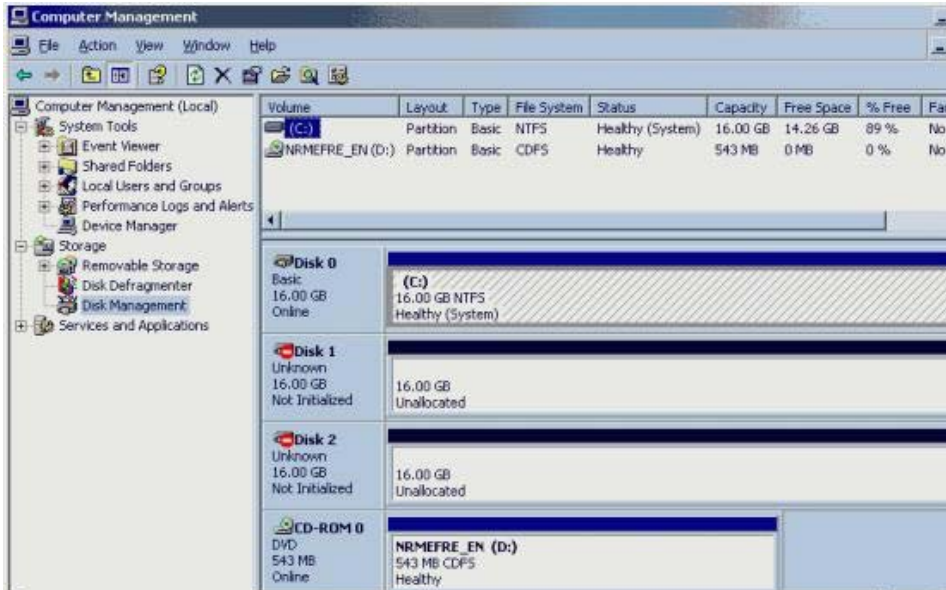 Computer Management
File Action View Window Help
Computer Management (Local)
System Tools
Event Viewer
Shared Folders
Local Users and Groups
Performance Logs and Alerts
Device Manager
Storage
Removable Storage
Disk Defragmenter
Disk Management
Services and Applications
Volume Layout Type File System Status Capacity Free Space % Free
(C:) Partition Basic NTFS Healthy (System) 16.00 GB 14.26 GB 89 % No
NRMEFRE_EN (D:) Partition Basic CDFS Healthy 543 MB 0 MB 0 % No
Disk 0
Basic
16.00 GB
Online
(C:)
16.00 GB NTFS
Healthy (System)
Disk 1
Unknown
16.00 GB
Not Initialized
16.00 GB
Unallocated
Disk 2
Unknown
16.00 GB
Not Initialized
16.00 GB
Unallocated
CD-ROM 0
DVD
543 MB
Online
NRMEFRE_EN (D:)
543 MB CDFS
Healthy